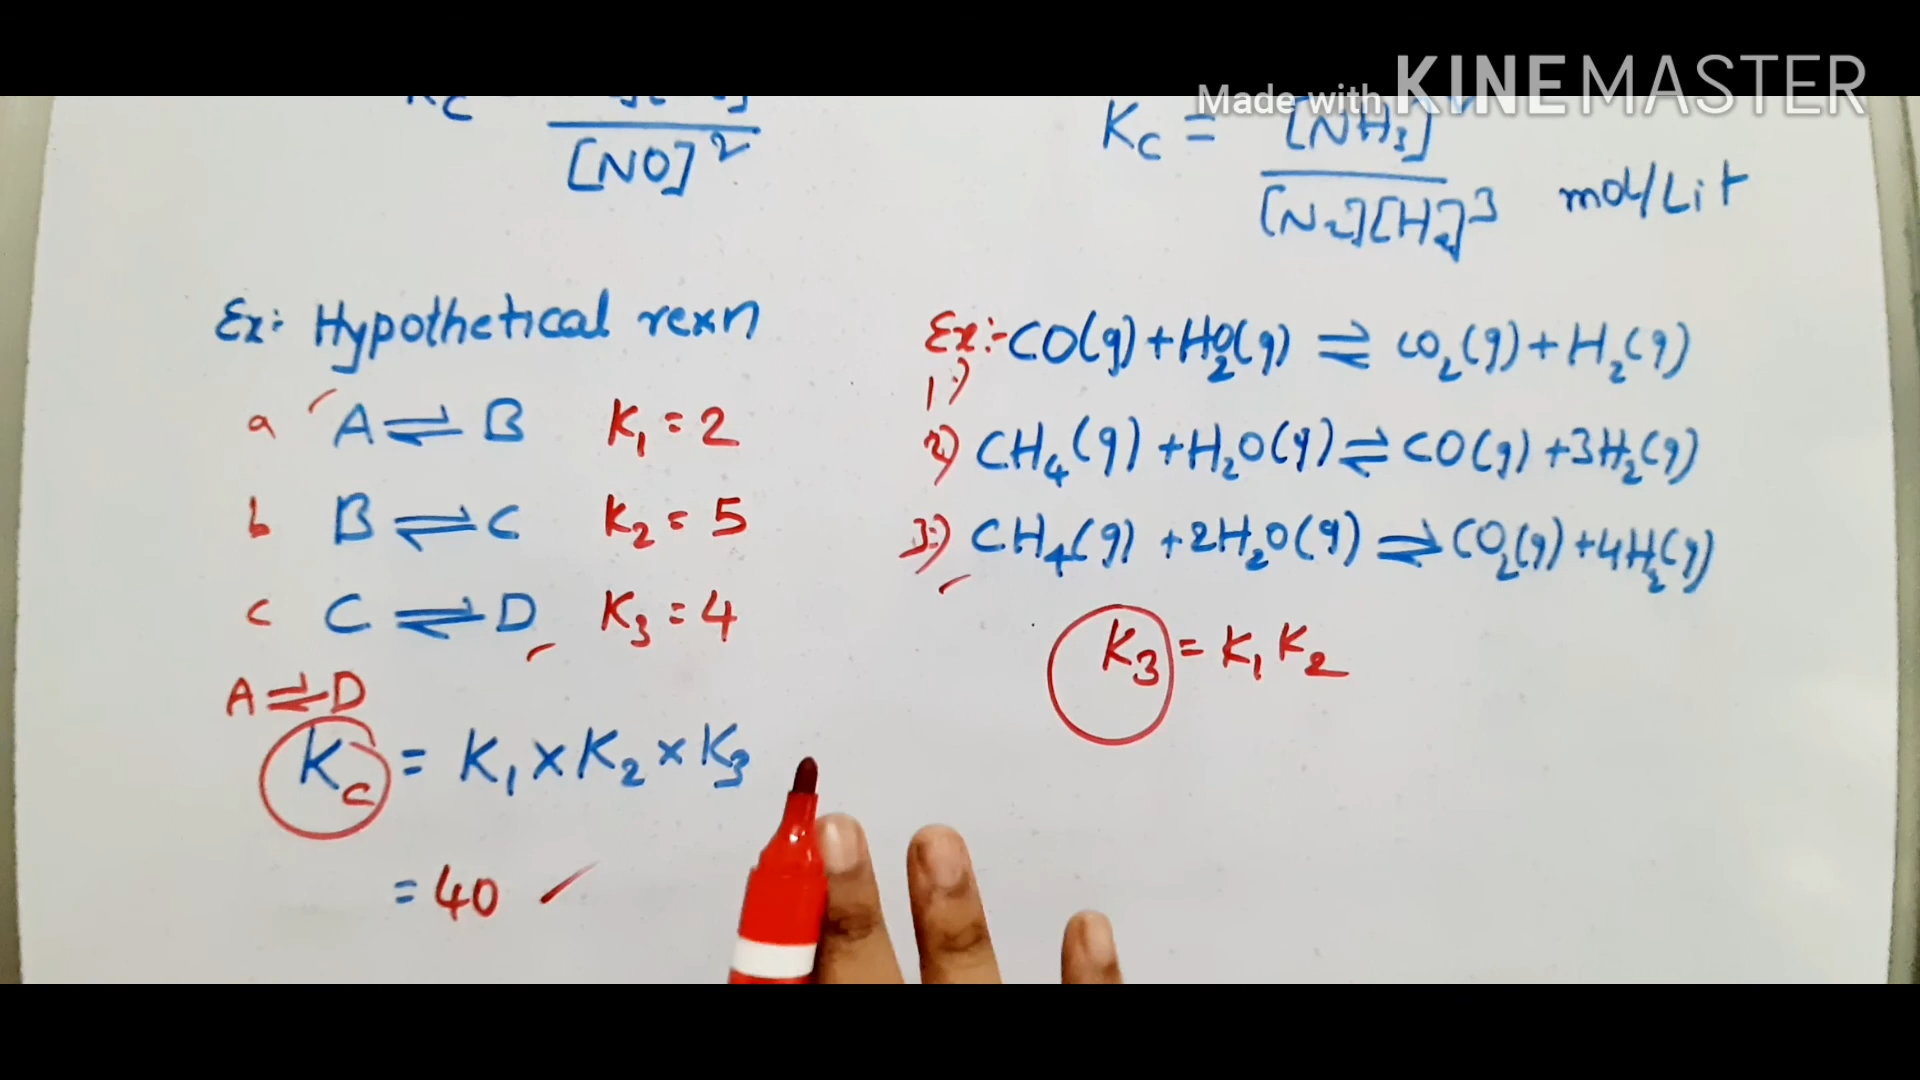 Made with KINEMASTER
[NO]²
Kc = [NH₃]
[N₂][H₂]³ mol/Lit
Ex:- Hypothetical rexn
a A ⇌ B K₁ = 2
b B ⇌ C K₂ = 5
c C ⇌ D K₃ = 4
A ⇌ D
Kc = K₁ × K₂ × K₃
= 40
Ex:- CO(g) + H₂O(g) ⇌ CO₂(g) + H₂(g)
1)
2) CH₄(g) + H₂O(g) ⇌ CO(g) + 3H₂(g)
3) CH₄(g) + 2H₂O(g) ⇌ CO₂(g) + 4H₂(g)
K₃ = K₁ K₂